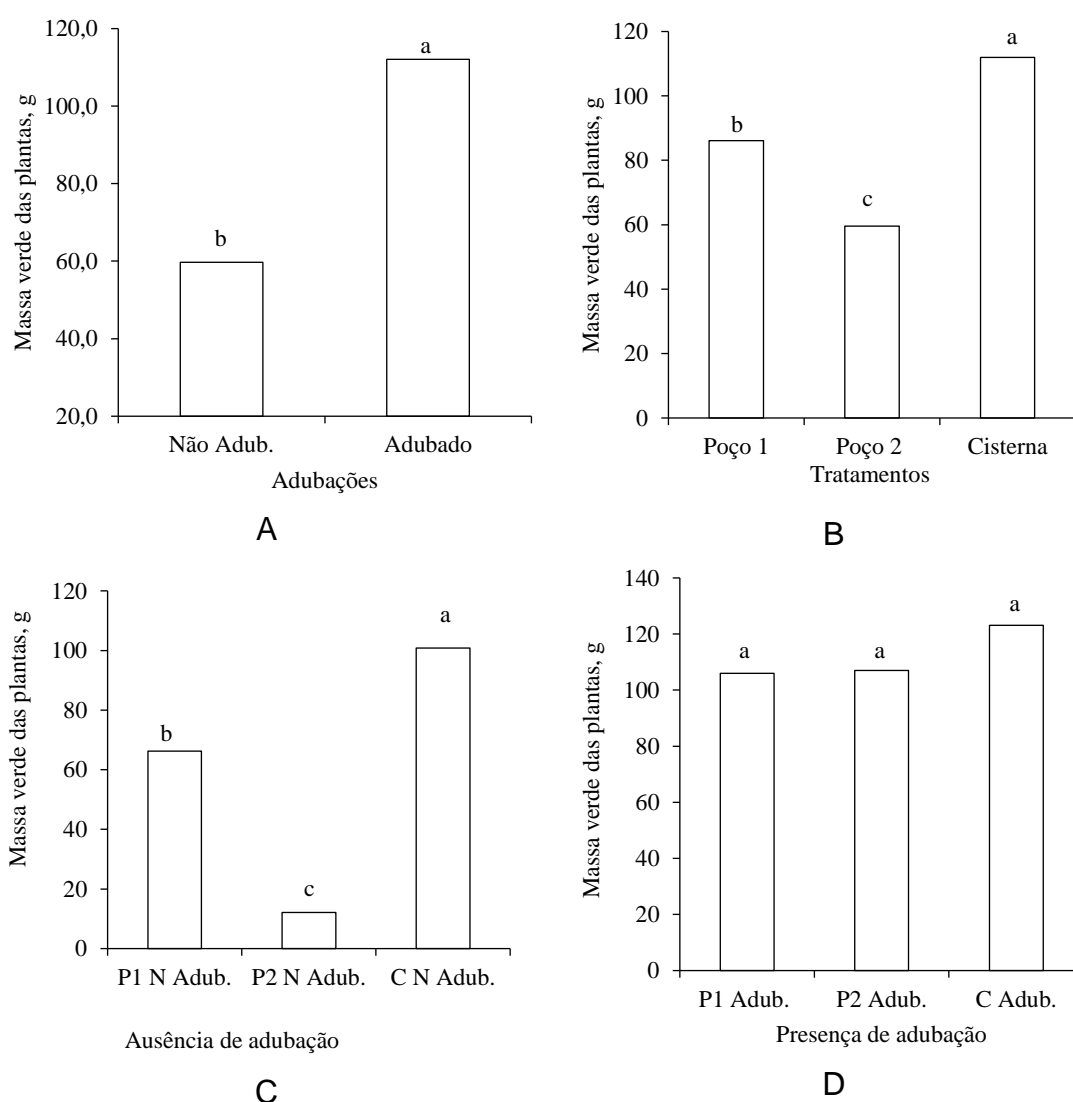 Massa verde das plantas, g
120,0
100,0
80,0
60,0
40,0
20,0
b
a
Não Adub.
Adubado
Adubações
A
Massa verde das plantas, g
120
100
80
60
40
20
0
b
c
a
Poço 1
Poço 2
Cisterna
Tratamentos
B
Massa verde das plantas, g
120
100
80
60
40
20
0
b
c
a
P1 N Adub.
P2 N Adub.
C N Adub.
Ausência de adubação
C
Massa verde das plantas, g
140
120
100
80
60
40
20
0
a
a
a
P1 Adub.
P2 Adub.
C Adub.
Presença de adubação
D